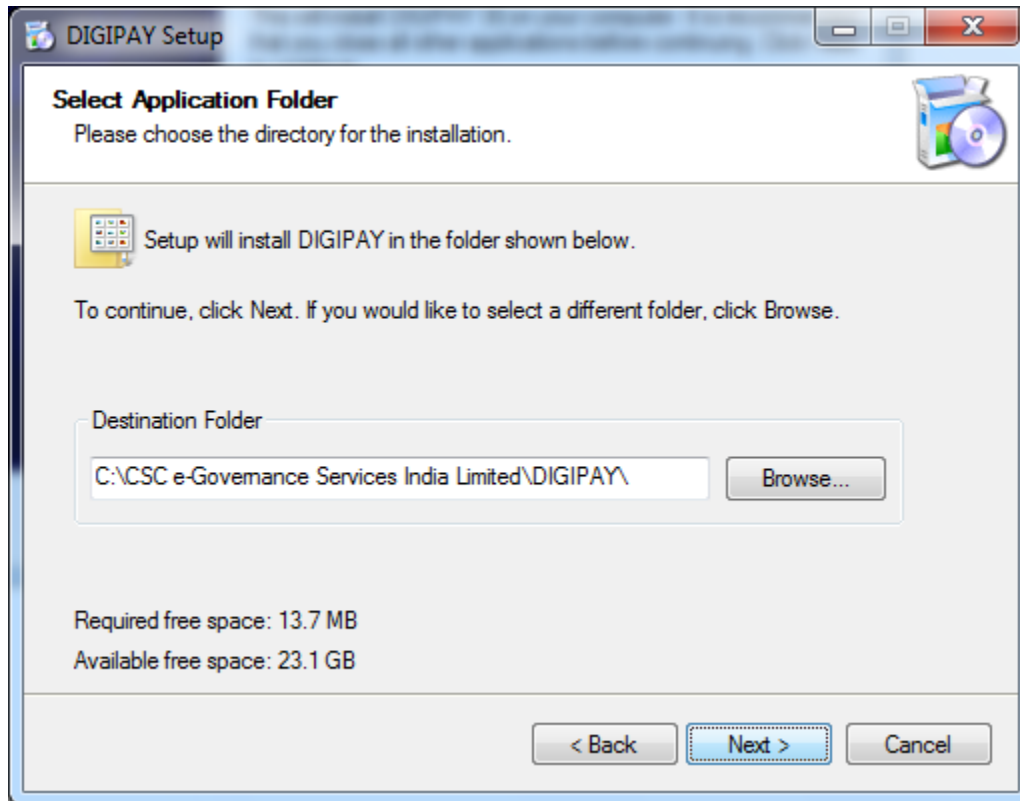 DIGIPAY Setup
Select Application Folder
Please choose the directory for the installation.
Setup will install DIGIPAY in the folder shown below.
To continue, click Next. If you would like to select a different folder, click Browse.
Destination Folder
C:\CSC e-Governance Services India Limited\DIGIPAY\
Browse...
Required free space: 13.7 MB
Available free space: 23.1 GB
< Back
Next >
Cancel